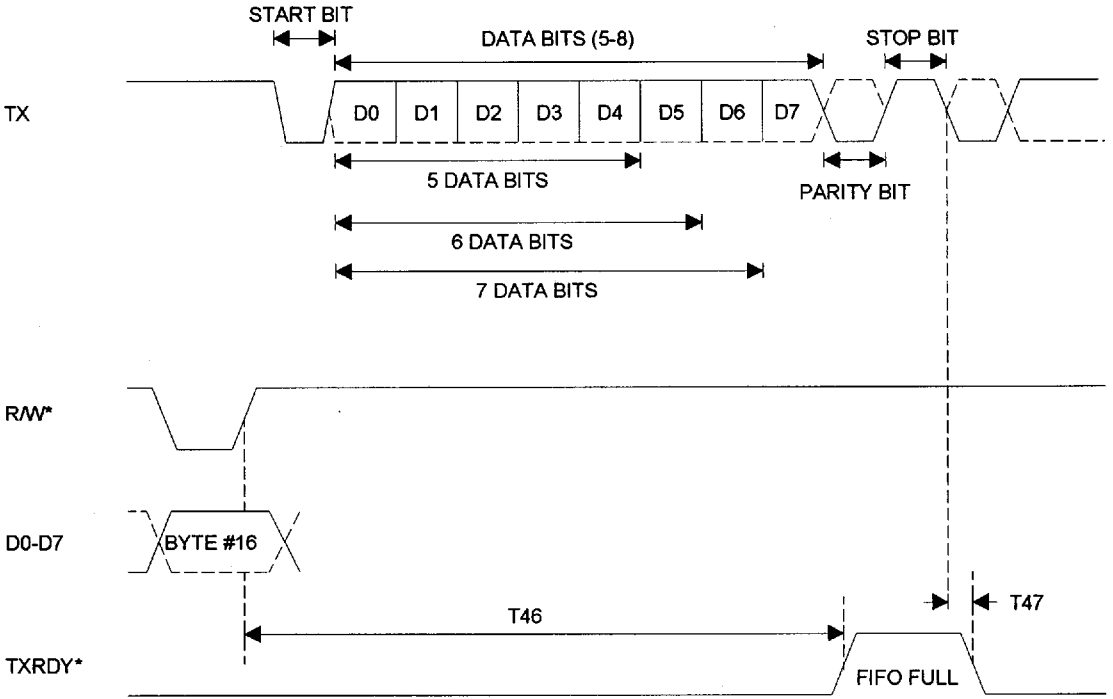 START BIT
DATA BITS (5-8)
STOP BIT
TX
D0 D1 D2 D3 D4 D5 D6 D7
5 DATA BITS
PARITY BIT
6 DATA BITS
7 DATA BITS
R/W*
D0-D7
BYTE #16
T46
T47
TXRDY*
FIFO FULL